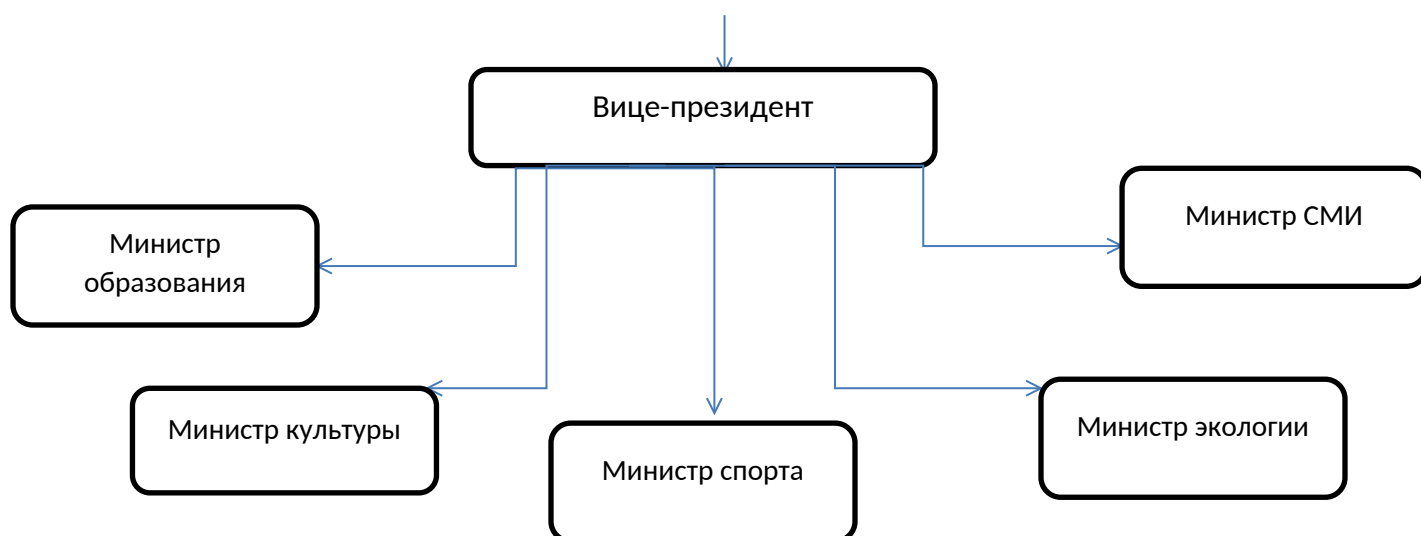 Вице-президент
Министр СМИ
Министр
образования
Министр культуры
Министр экологии
Министр спорта